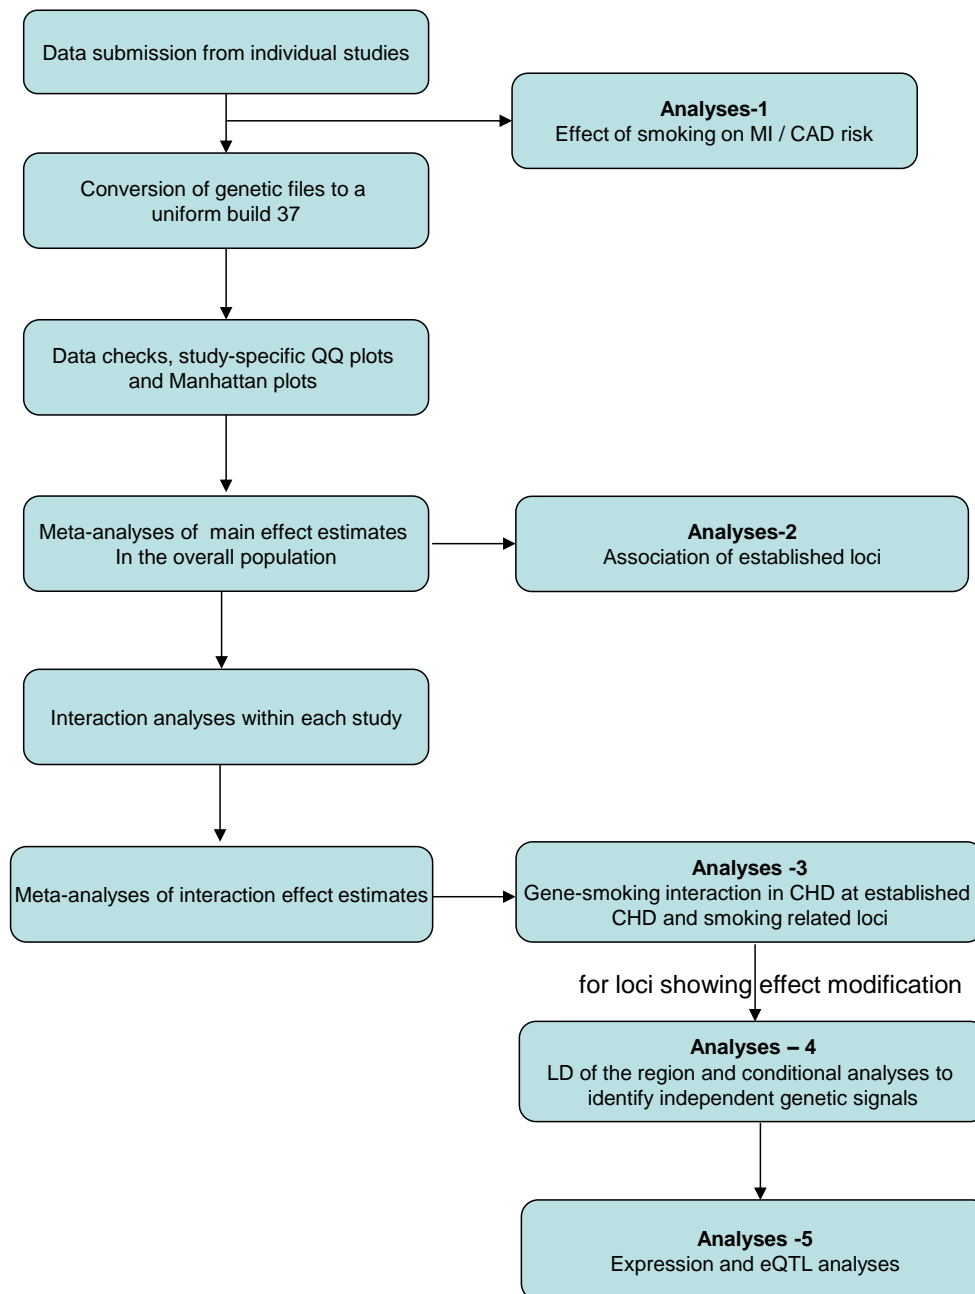 Data submission from individual studies
Analyses-1
Effect of smoking on MI / CAD risk
Conversion of genetic files to a
uniform build 37
Data checks, study-specific QQ plots
and Manhattan plots
Meta-analyses of main effect estimates
In the overall population
Analyses-2
Association of established loci
Interaction analyses within each study
Meta-analyses of interaction effect estimates
Analyses -3
Gene-smoking interaction in CHD at established
CHD and smoking related loci
for loci showing effect modification
Analyses – 4
LD of the region and conditional analyses to
identify independent genetic signals
Analyses -5
Expression and eQTL analyses